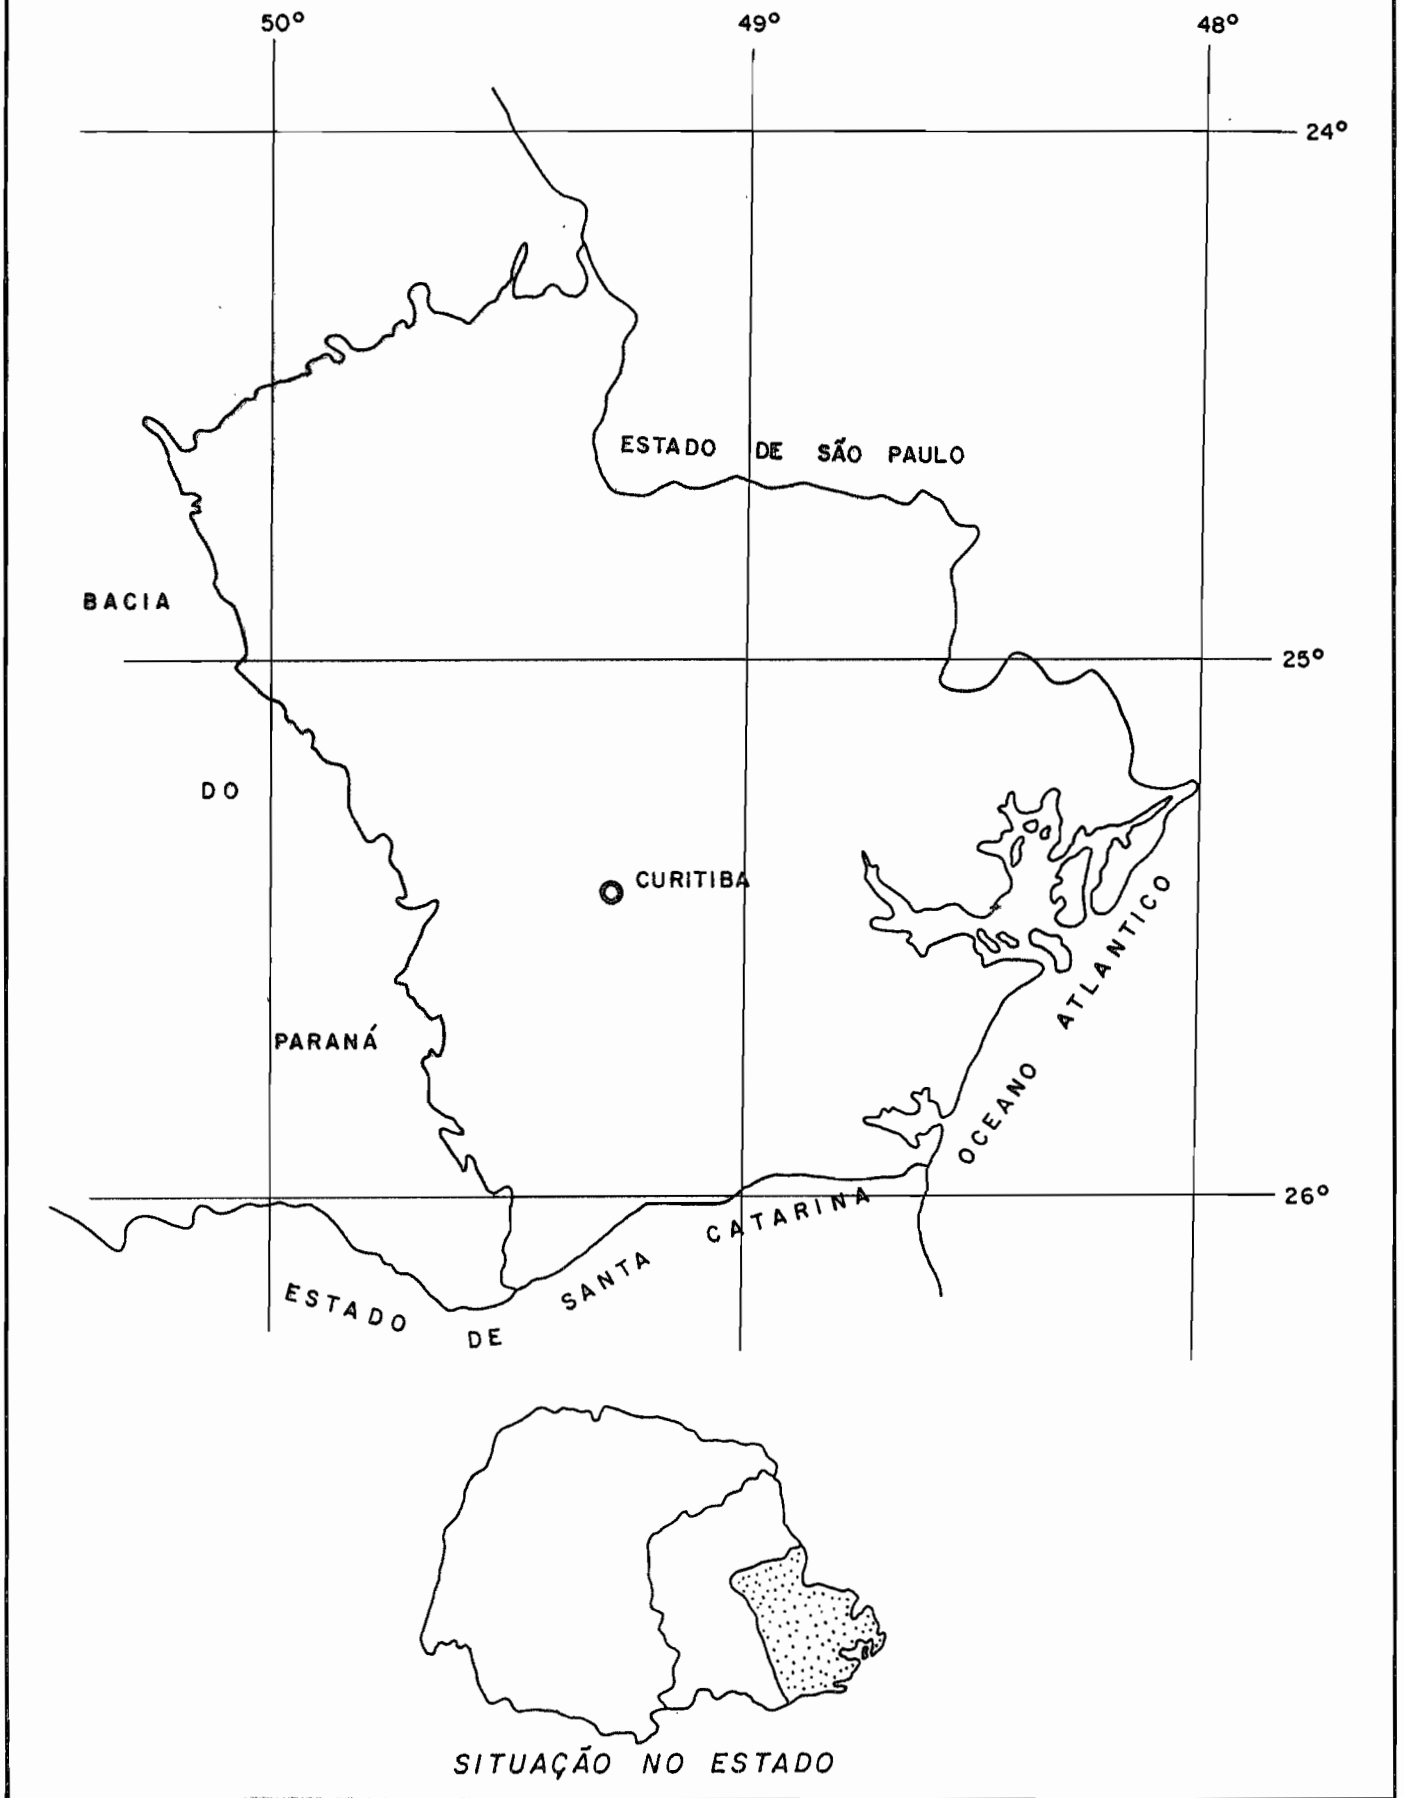 50° 49° 48°
24°
ESTADO DE SÃO PAULO
BACIA
25°
DO
CURITIBA
PARANÁ
OCEANO ATLANTICO
26°
ESTADO DE SANTA CATARINA
SITUAÇÃO NO ESTADO